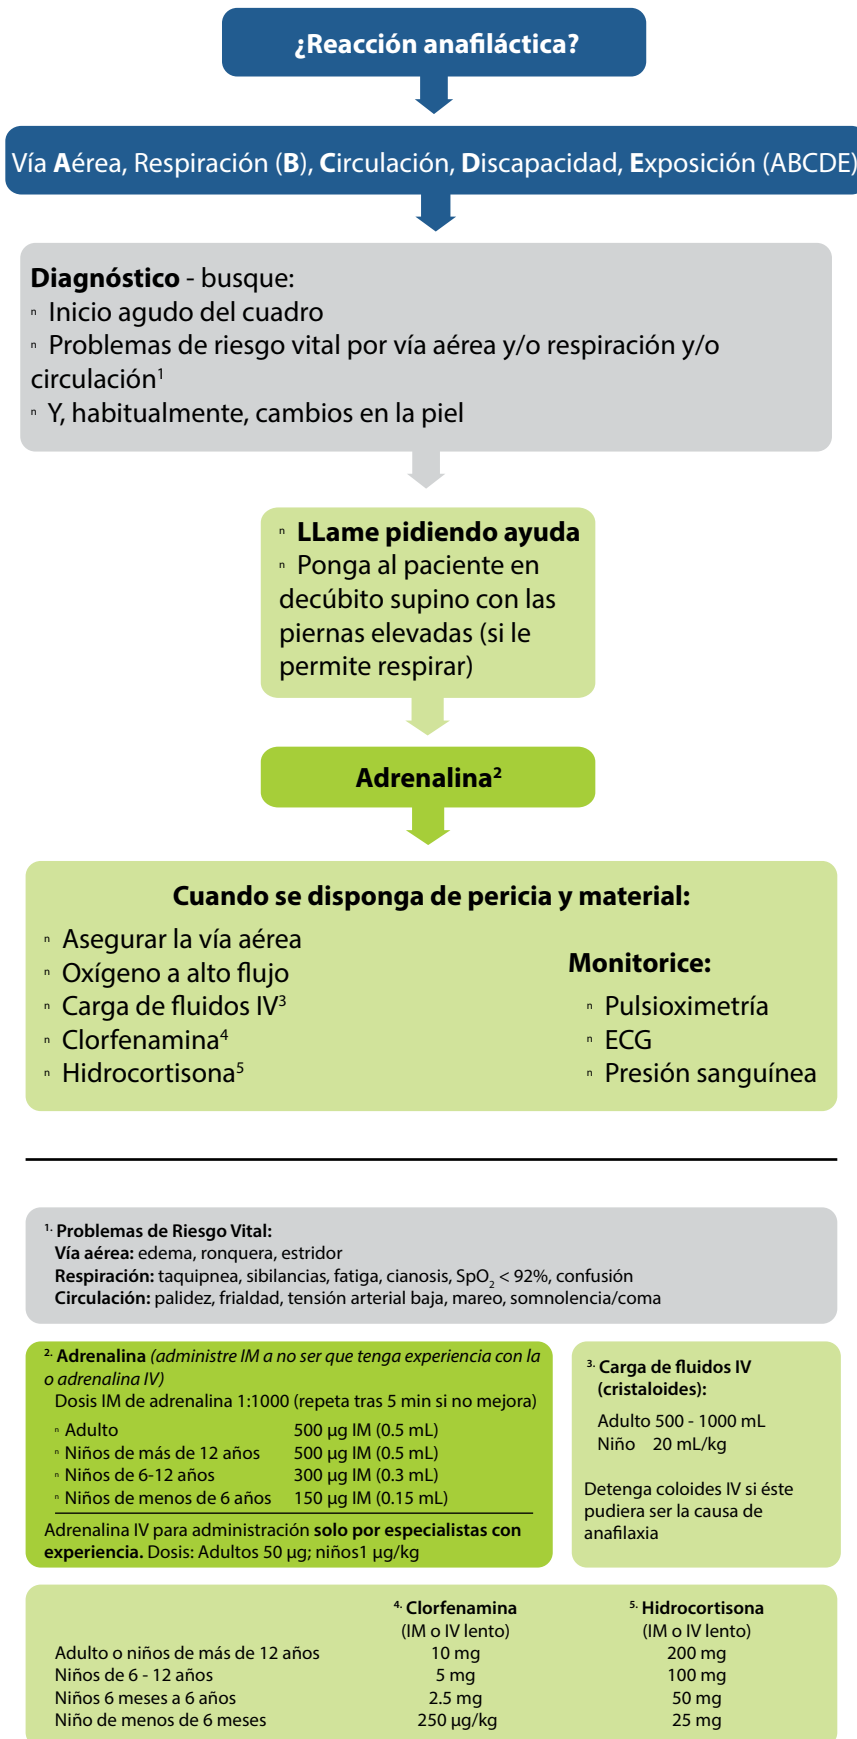 ¿Reacción anafiláctica?
Vía Aérea, Respiración (B), Circulación, Discapacidad, Exposición (ABCDE)
Diagnóstico - busque:
ⁿ Inicio agudo del cuadro
ⁿ Problemas de riesgo vital por vía aérea y/o respiración y/o
circulación¹
ⁿ Y, habitualmente, cambios en la piel
ⁿ LLame pidiendo ayuda
ⁿ Ponga al paciente en
decúbito supino con las
piernas elevadas (si le
permite respirar)
Adrenalina²
Cuando se disponga de pericia y material:
ⁿ Asegurar la vía aérea
ⁿ Oxígeno a alto flujo
ⁿ Carga de fluidos IV³
ⁿ Clorfenamina⁴
ⁿ Hidrocortisona⁵
Monitorice:
ⁿ Pulsioximetría
ⁿ ECG
ⁿ Presión sanguínea
¹· Problemas de Riesgo Vital:
Vía aérea: edema, ronquera, estridor
Respiración: taquipnea, sibilancias, fatiga, cianosis, SpO₂ < 92%, confusión
Circulación: palidez, frialdad, tensión arterial baja, mareo, somnolencia/coma
²· Adrenalina (administre IM a no ser que tenga experiencia con la
o adrenalina IV)
Dosis IM de adrenalina 1:1000 (repeta tras 5 min si no mejora)
ⁿ Adulto 500 µg IM (0.5 mL)
ⁿ Niños de más de 12 años 500 µg IM (0.5 mL)
ⁿ Niños de 6-12 años 300 µg IM (0.3 mL)
ⁿ Niños de menos de 6 años 150 µg IM (0.15 mL)
Adrenalina IV para administración solo por especialistas con
experiencia. Dosis: Adultos 50 µg; niños1 µg/kg
³· Carga de fluidos IV
(cristaloides):
Adulto 500 - 1000 mL
Niño 20 mL/kg
Detenga coloides IV si éste
pudiera ser la causa de
anafilaxia
⁴· Clorfenamina ⁵· Hidrocortisona
(IM o IV lento) (IM o IV lento)
Adulto o niños de más de 12 años 10 mg 200 mg
Niños de 6 - 12 años 5 mg 100 mg
Niños 6 meses a 6 años 2.5 mg 50 mg
Niño de menos de 6 meses 250 µg/kg 25 mg